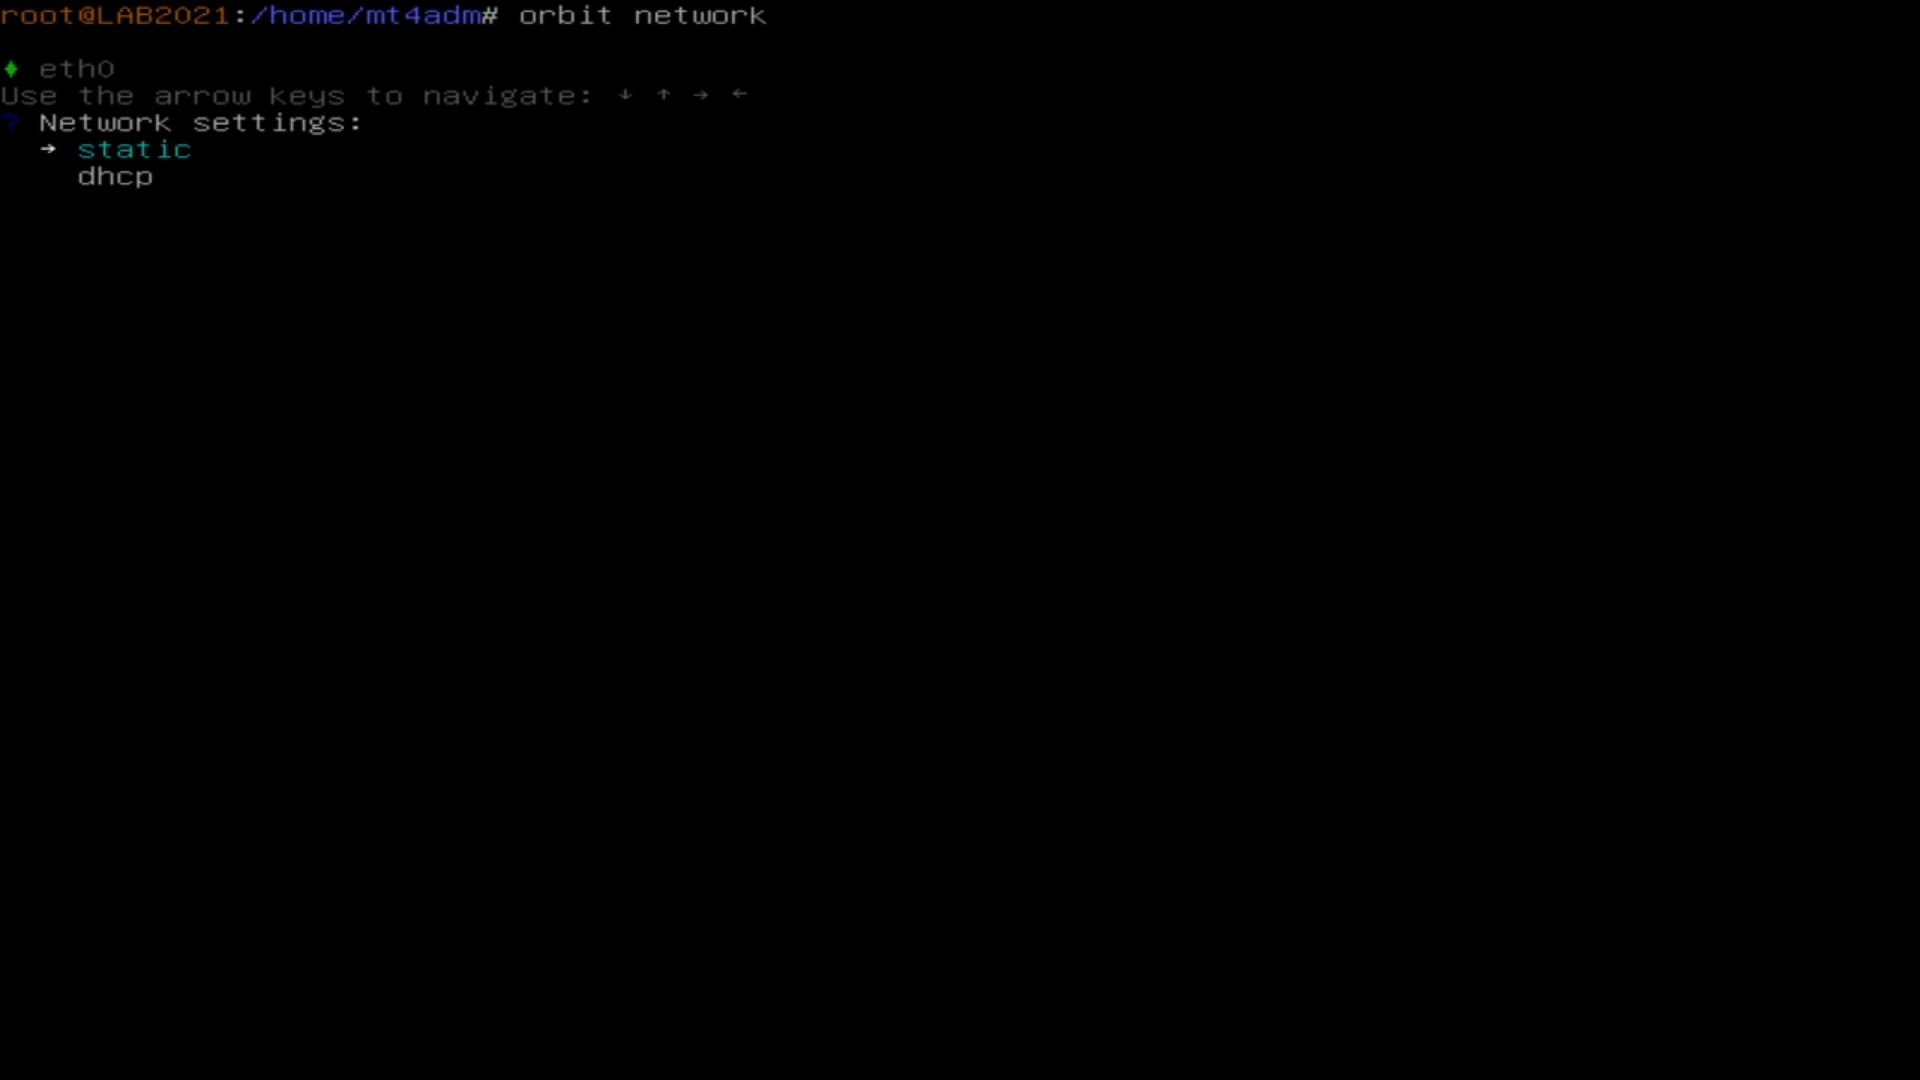 root@LAB2021:/home/mt4adm# orbit network
♦ eth0
Use the arrow keys to navigate: ↓ ↑ → ←
? Network settings:
→ static
dhcp